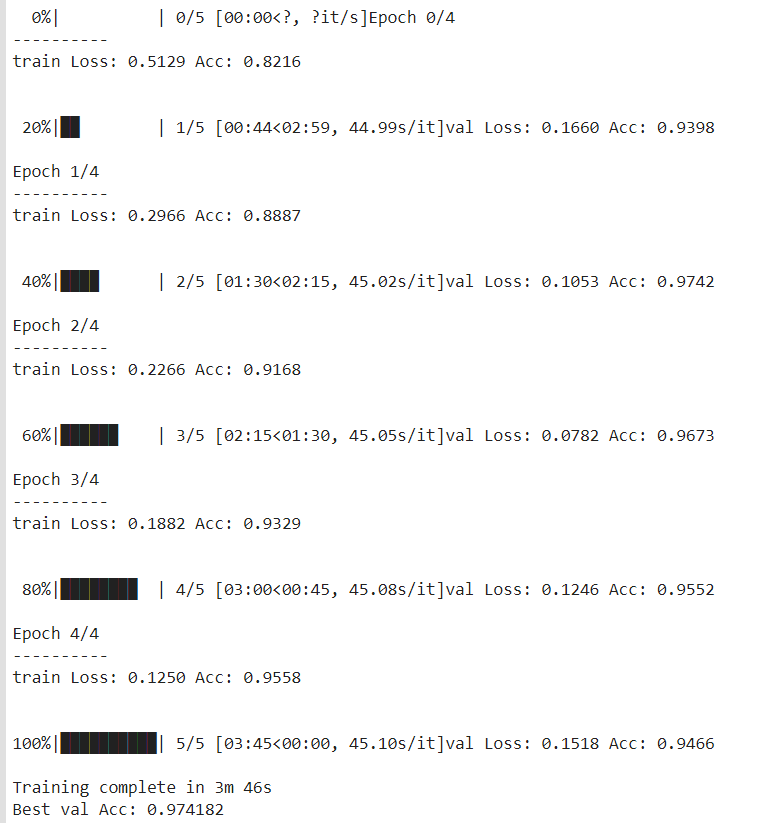 0%|          | 0/5 [00:00<?, ?it/s]Epoch 0/4
----------
train Loss: 0.5129 Acc: 0.8216
20%|██        | 1/5 [00:44<02:59, 44.99s/it]val Loss: 0.1660 Acc: 0.9398
Epoch 1/4
----------
train Loss: 0.2966 Acc: 0.8887
40%|████      | 2/5 [01:30<02:15, 45.02s/it]val Loss: 0.1053 Acc: 0.9742
Epoch 2/4
----------
train Loss: 0.2266 Acc: 0.9168
60%|██████    | 3/5 [02:15<01:30, 45.05s/it]val Loss: 0.0782 Acc: 0.9673
Epoch 3/4
----------
train Loss: 0.1882 Acc: 0.9329
80%|████████  | 4/5 [03:00<00:45, 45.08s/it]val Loss: 0.1246 Acc: 0.9552
Epoch 4/4
----------
train Loss: 0.1250 Acc: 0.9558
100%|██████████| 5/5 [03:45<00:00, 45.10s/it]val Loss: 0.1518 Acc: 0.9466
Training complete in 3m 46s
Best val Acc: 0.974182